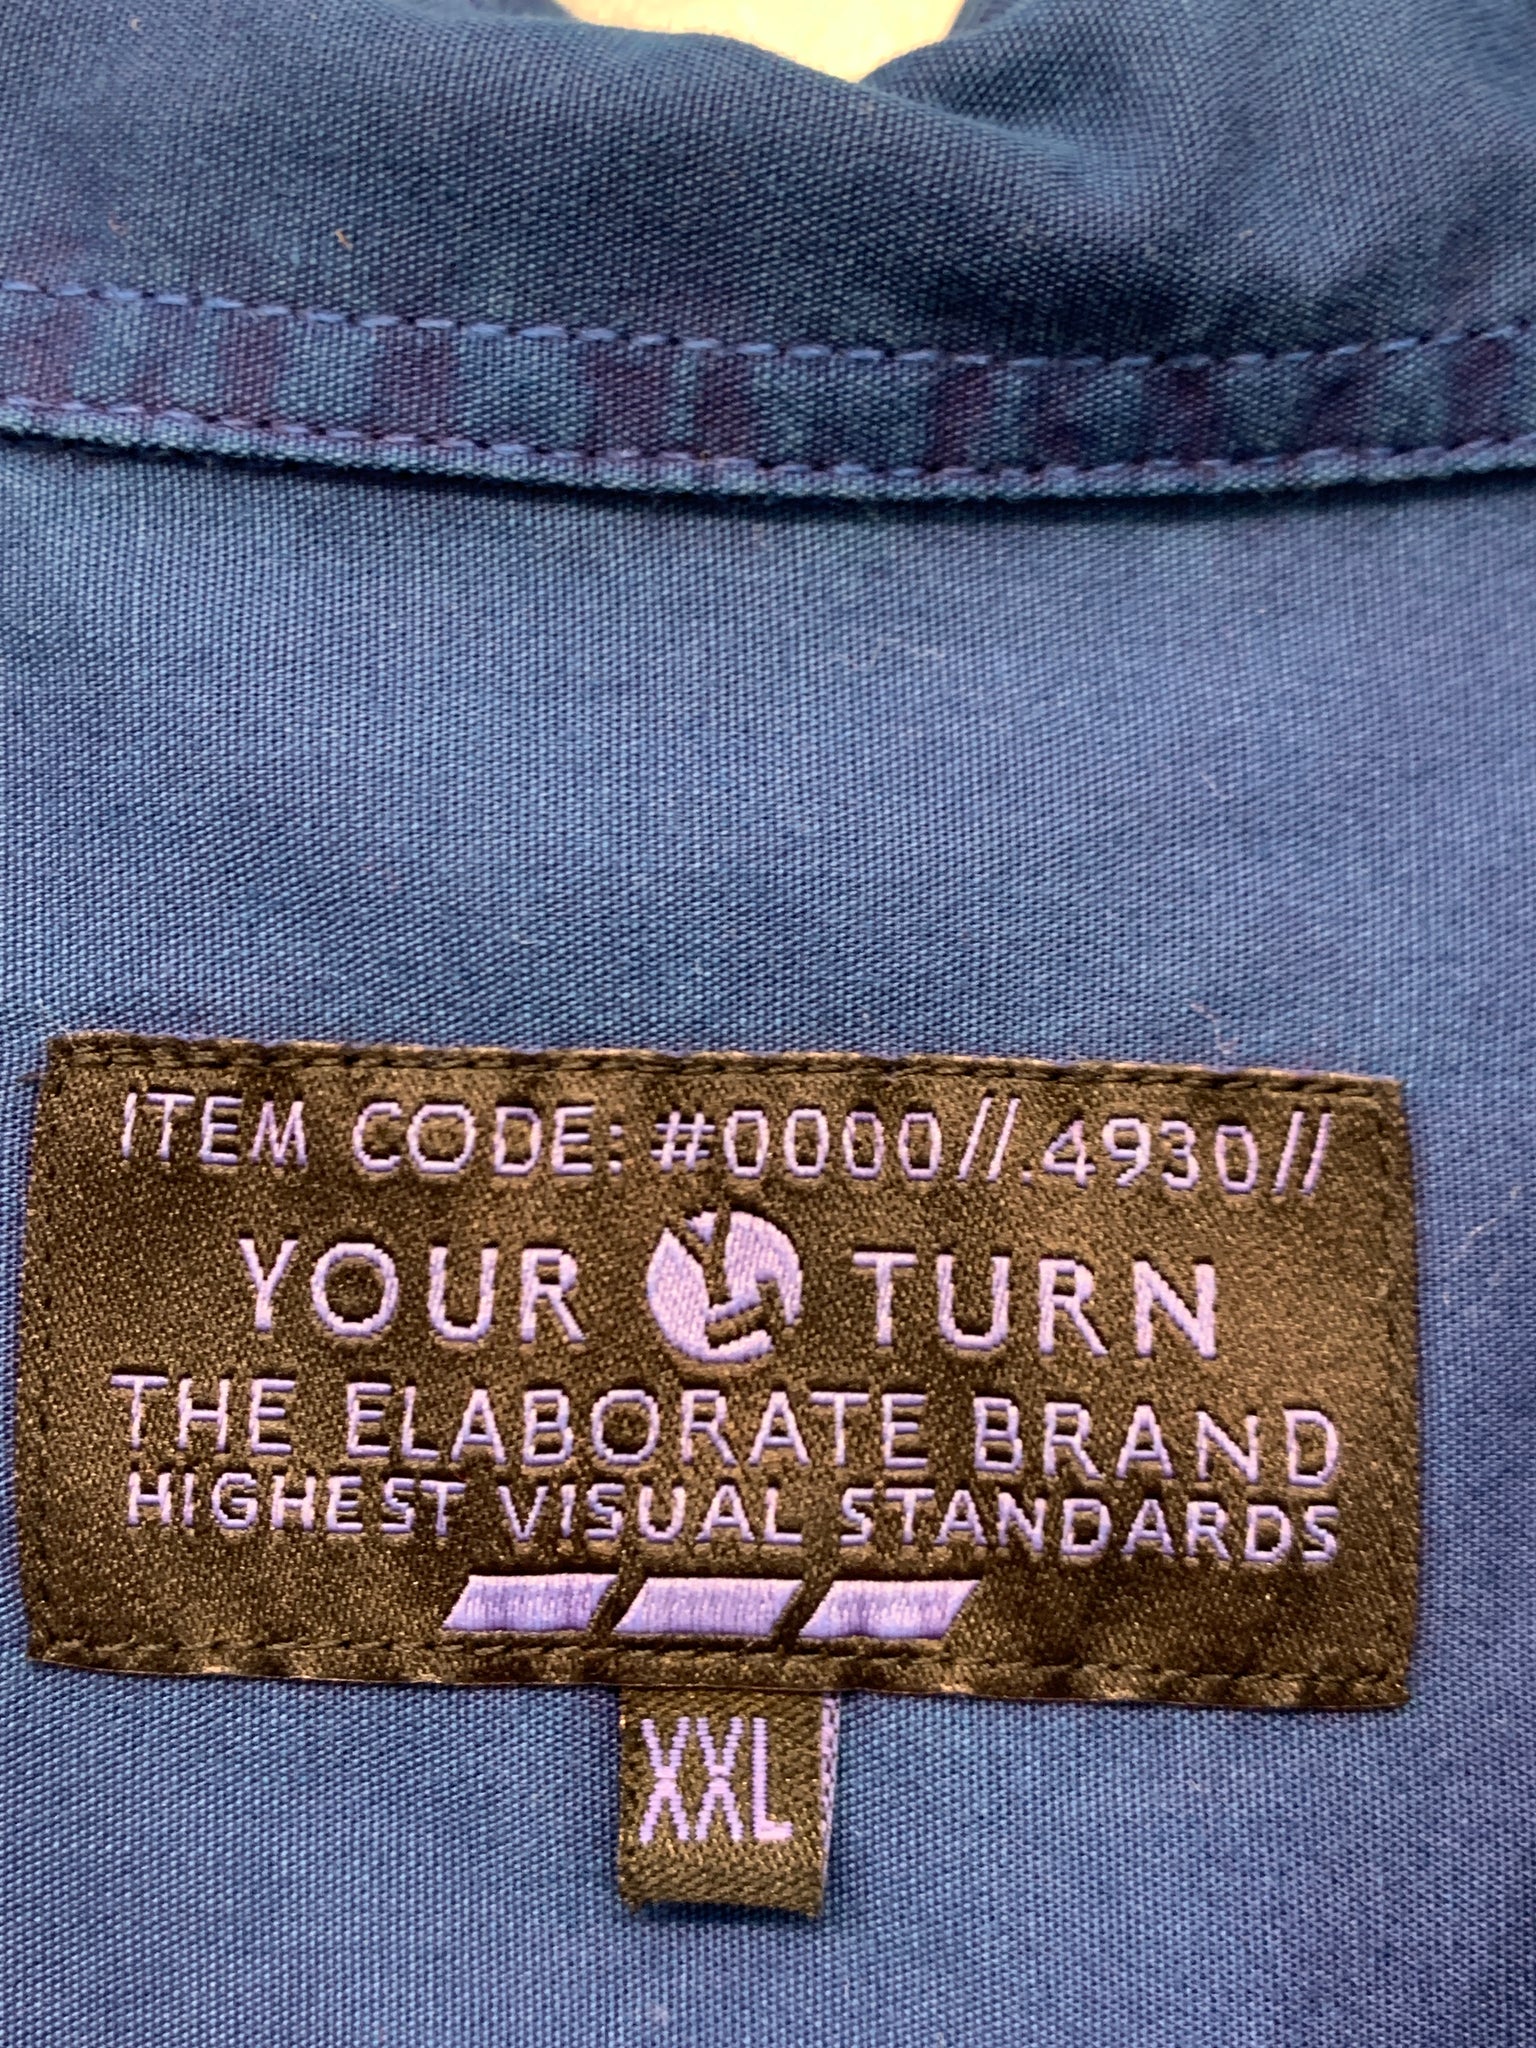 ITEM CODE: #0000//.4930//
YOUR TURN
THE ELABORATE BRAND
HIGHEST VISUAL STANDARDS
XXL